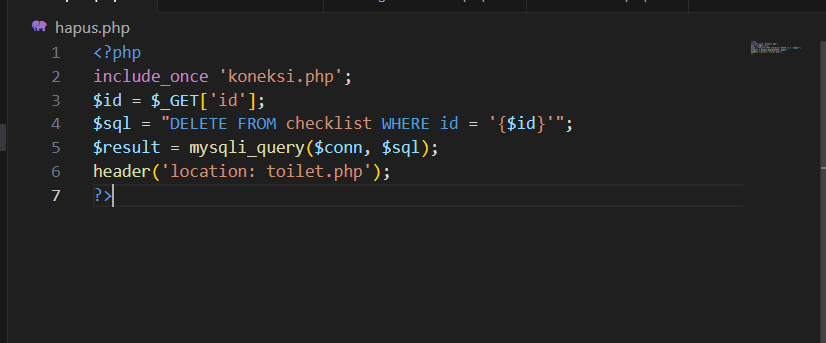 hapus.php
1 <?php
2 include_once 'koneksi.php';
3 $id = $_GET['id'];
4 $sql = "DELETE FROM checklist WHERE id = '{$id}'";
5 $result = mysqli_query($conn, $sql);
6 header('location: toilet.php');
7 ?>